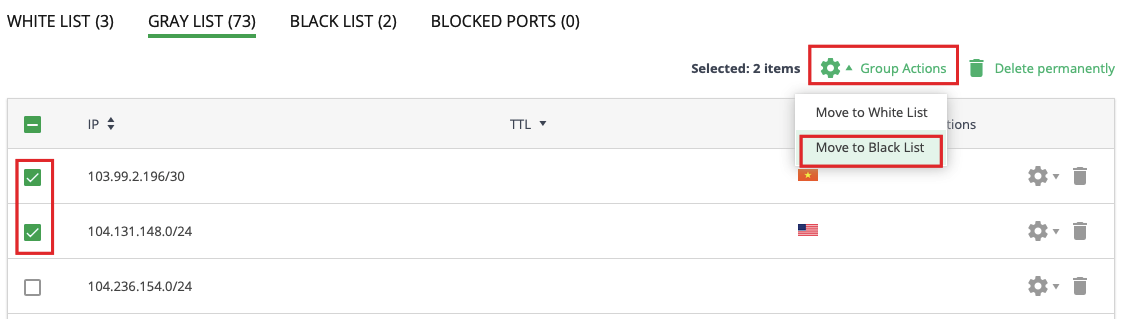 WHITE LIST (3) GRAY LIST (73) BLACK LIST (2) BLOCKED PORTS (0)
Selected: 2 items Group Actions Delete permanently
Move to White List
IP TTL tions
Move to Black List
103.99.2.196/30
104.131.148.0/24
104.236.154.0/24